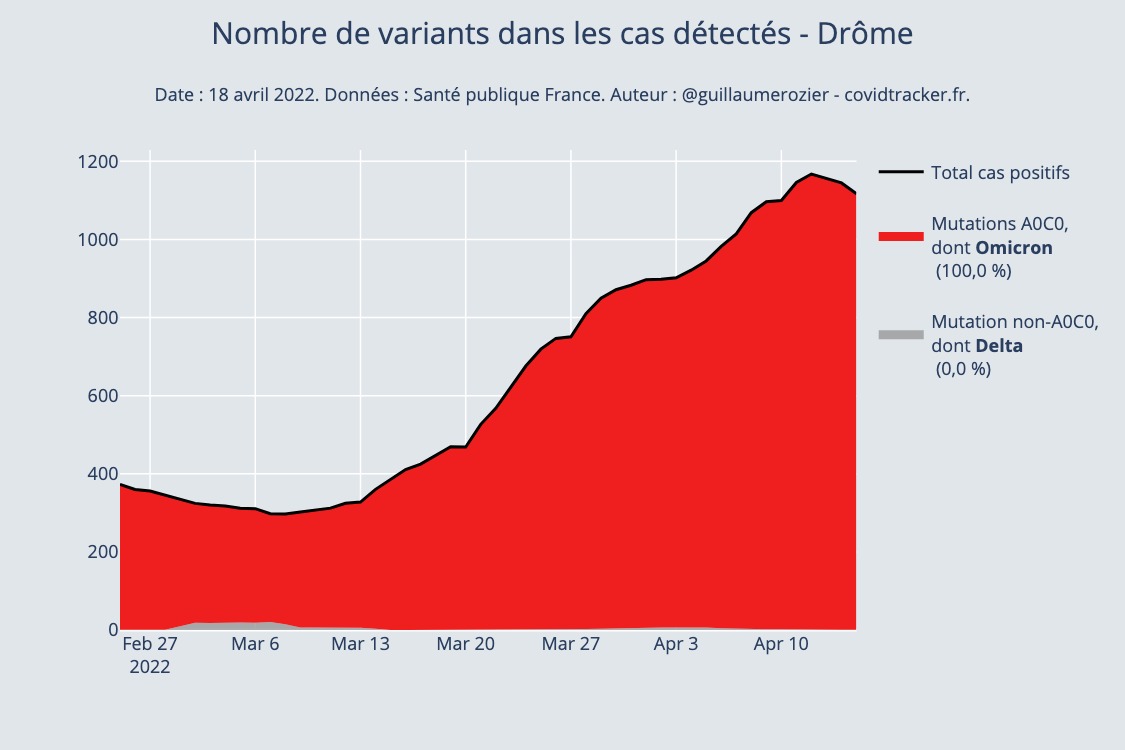 Nombre de variants dans les cas détectés - Drôme
Date : 18 avril 2022. Données : Santé publique France. Auteur : @guillaumerozier - covidtracker.fr.
1200
1000
800
600
400
200
0
Feb 27
2022
Mar 6
Mar 13
Mar 20
Mar 27
Apr 3
Apr 10
Total cas positifs
Mutations A0C0,
dont Omicron
(100,0 %)
Mutation non-A0C0,
dont Delta
(0,0 %)